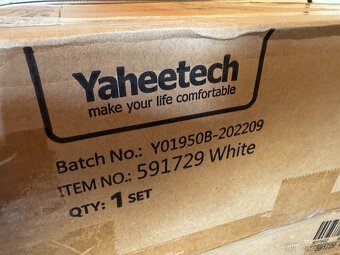 Yaheetech
make your life comfortable
Batch No.: Y01950B-202209
ITEM NO.: 591729 White
QTY: 1 SET